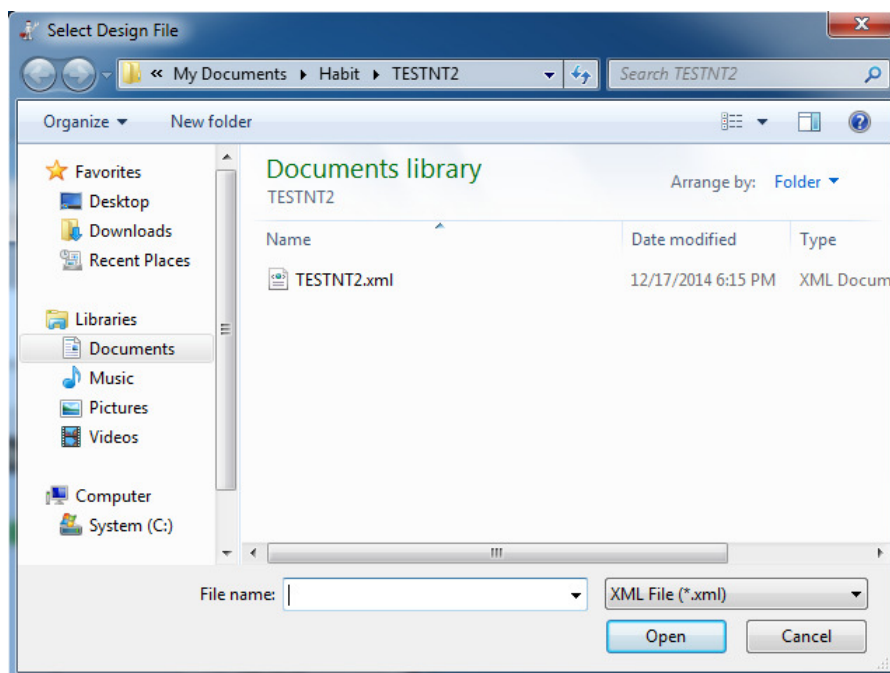 Select Design File
« My Documents Habit TESTNT2
Search TESTNT2
Organize New folder
Favorites
Desktop
Downloads
Recent Places
Libraries
Documents
Music
Pictures
Videos
Computer
System (C:)
Documents library
TESTNT2
Arrange by: Folder
Name Date modified Type
TESTNT2.xml 12/17/2014 6:15 PM XML Docum
File name:
XML File (*.xml)
Open Cancel